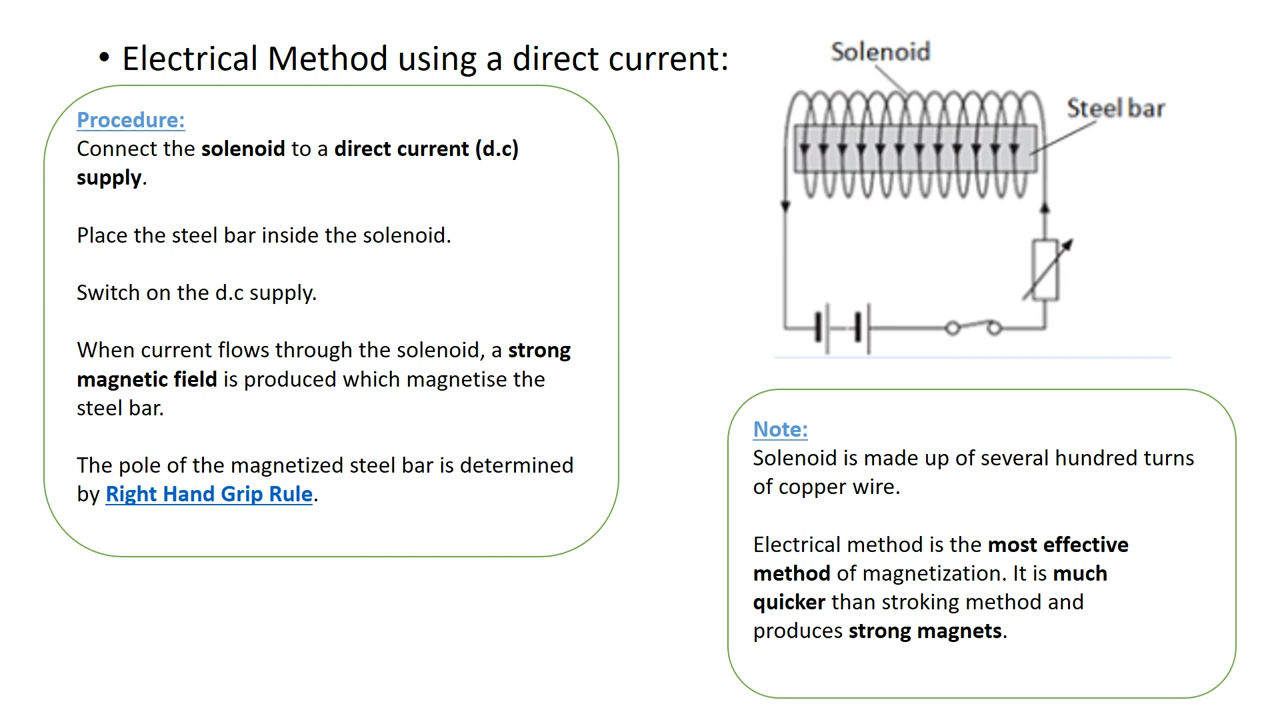 • Electrical Method using a direct current:
Procedure:
Connect the solenoid to a direct current (d.c)
supply.
Place the steel bar inside the solenoid.
Switch on the d.c supply.
When current flows through the solenoid, a strong
magnetic field is produced which magnetise the
steel bar.
The pole of the magnetized steel bar is determined
by Right Hand Grip Rule.
Solenoid
Steel bar
Note:
Solenoid is made up of several hundred turns
of copper wire.
Electrical method is the most effective
method of magnetization. It is much
quicker than stroking method and
produces strong magnets.